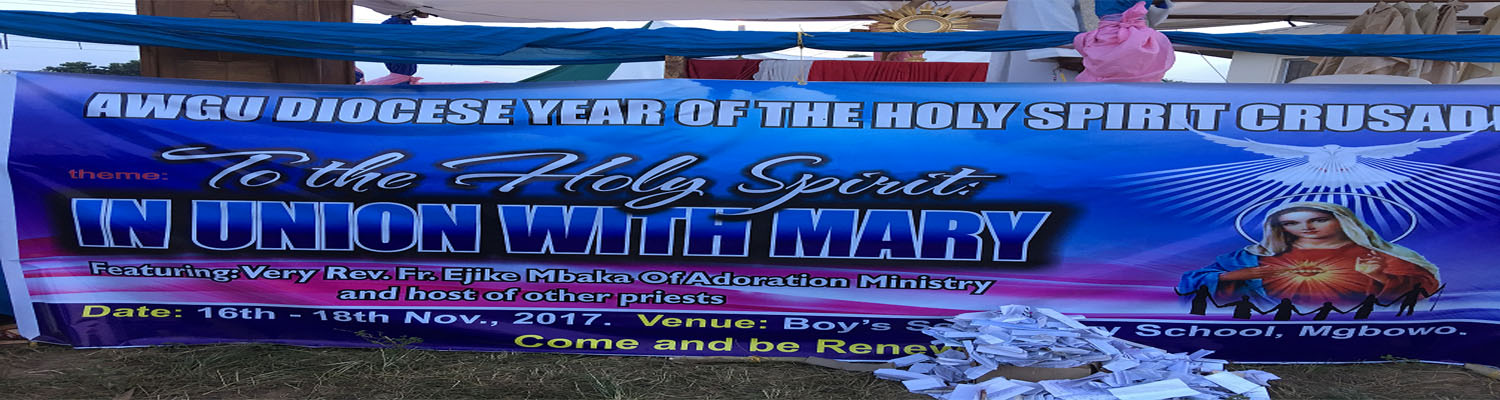 AWGU DIOCESE YEAR OF THE HOLY SPIRIT CRUSAD
theme: To the Holy Spirit:
IN UNION WITH MARY
Featuring: Very Rev. Fr. Ejike Mbaka Of Adoration Ministry
and host of other priests
Date: 16th - 18th Nov., 2017. Venue: Boy's School, Mgbowo.
Come and be